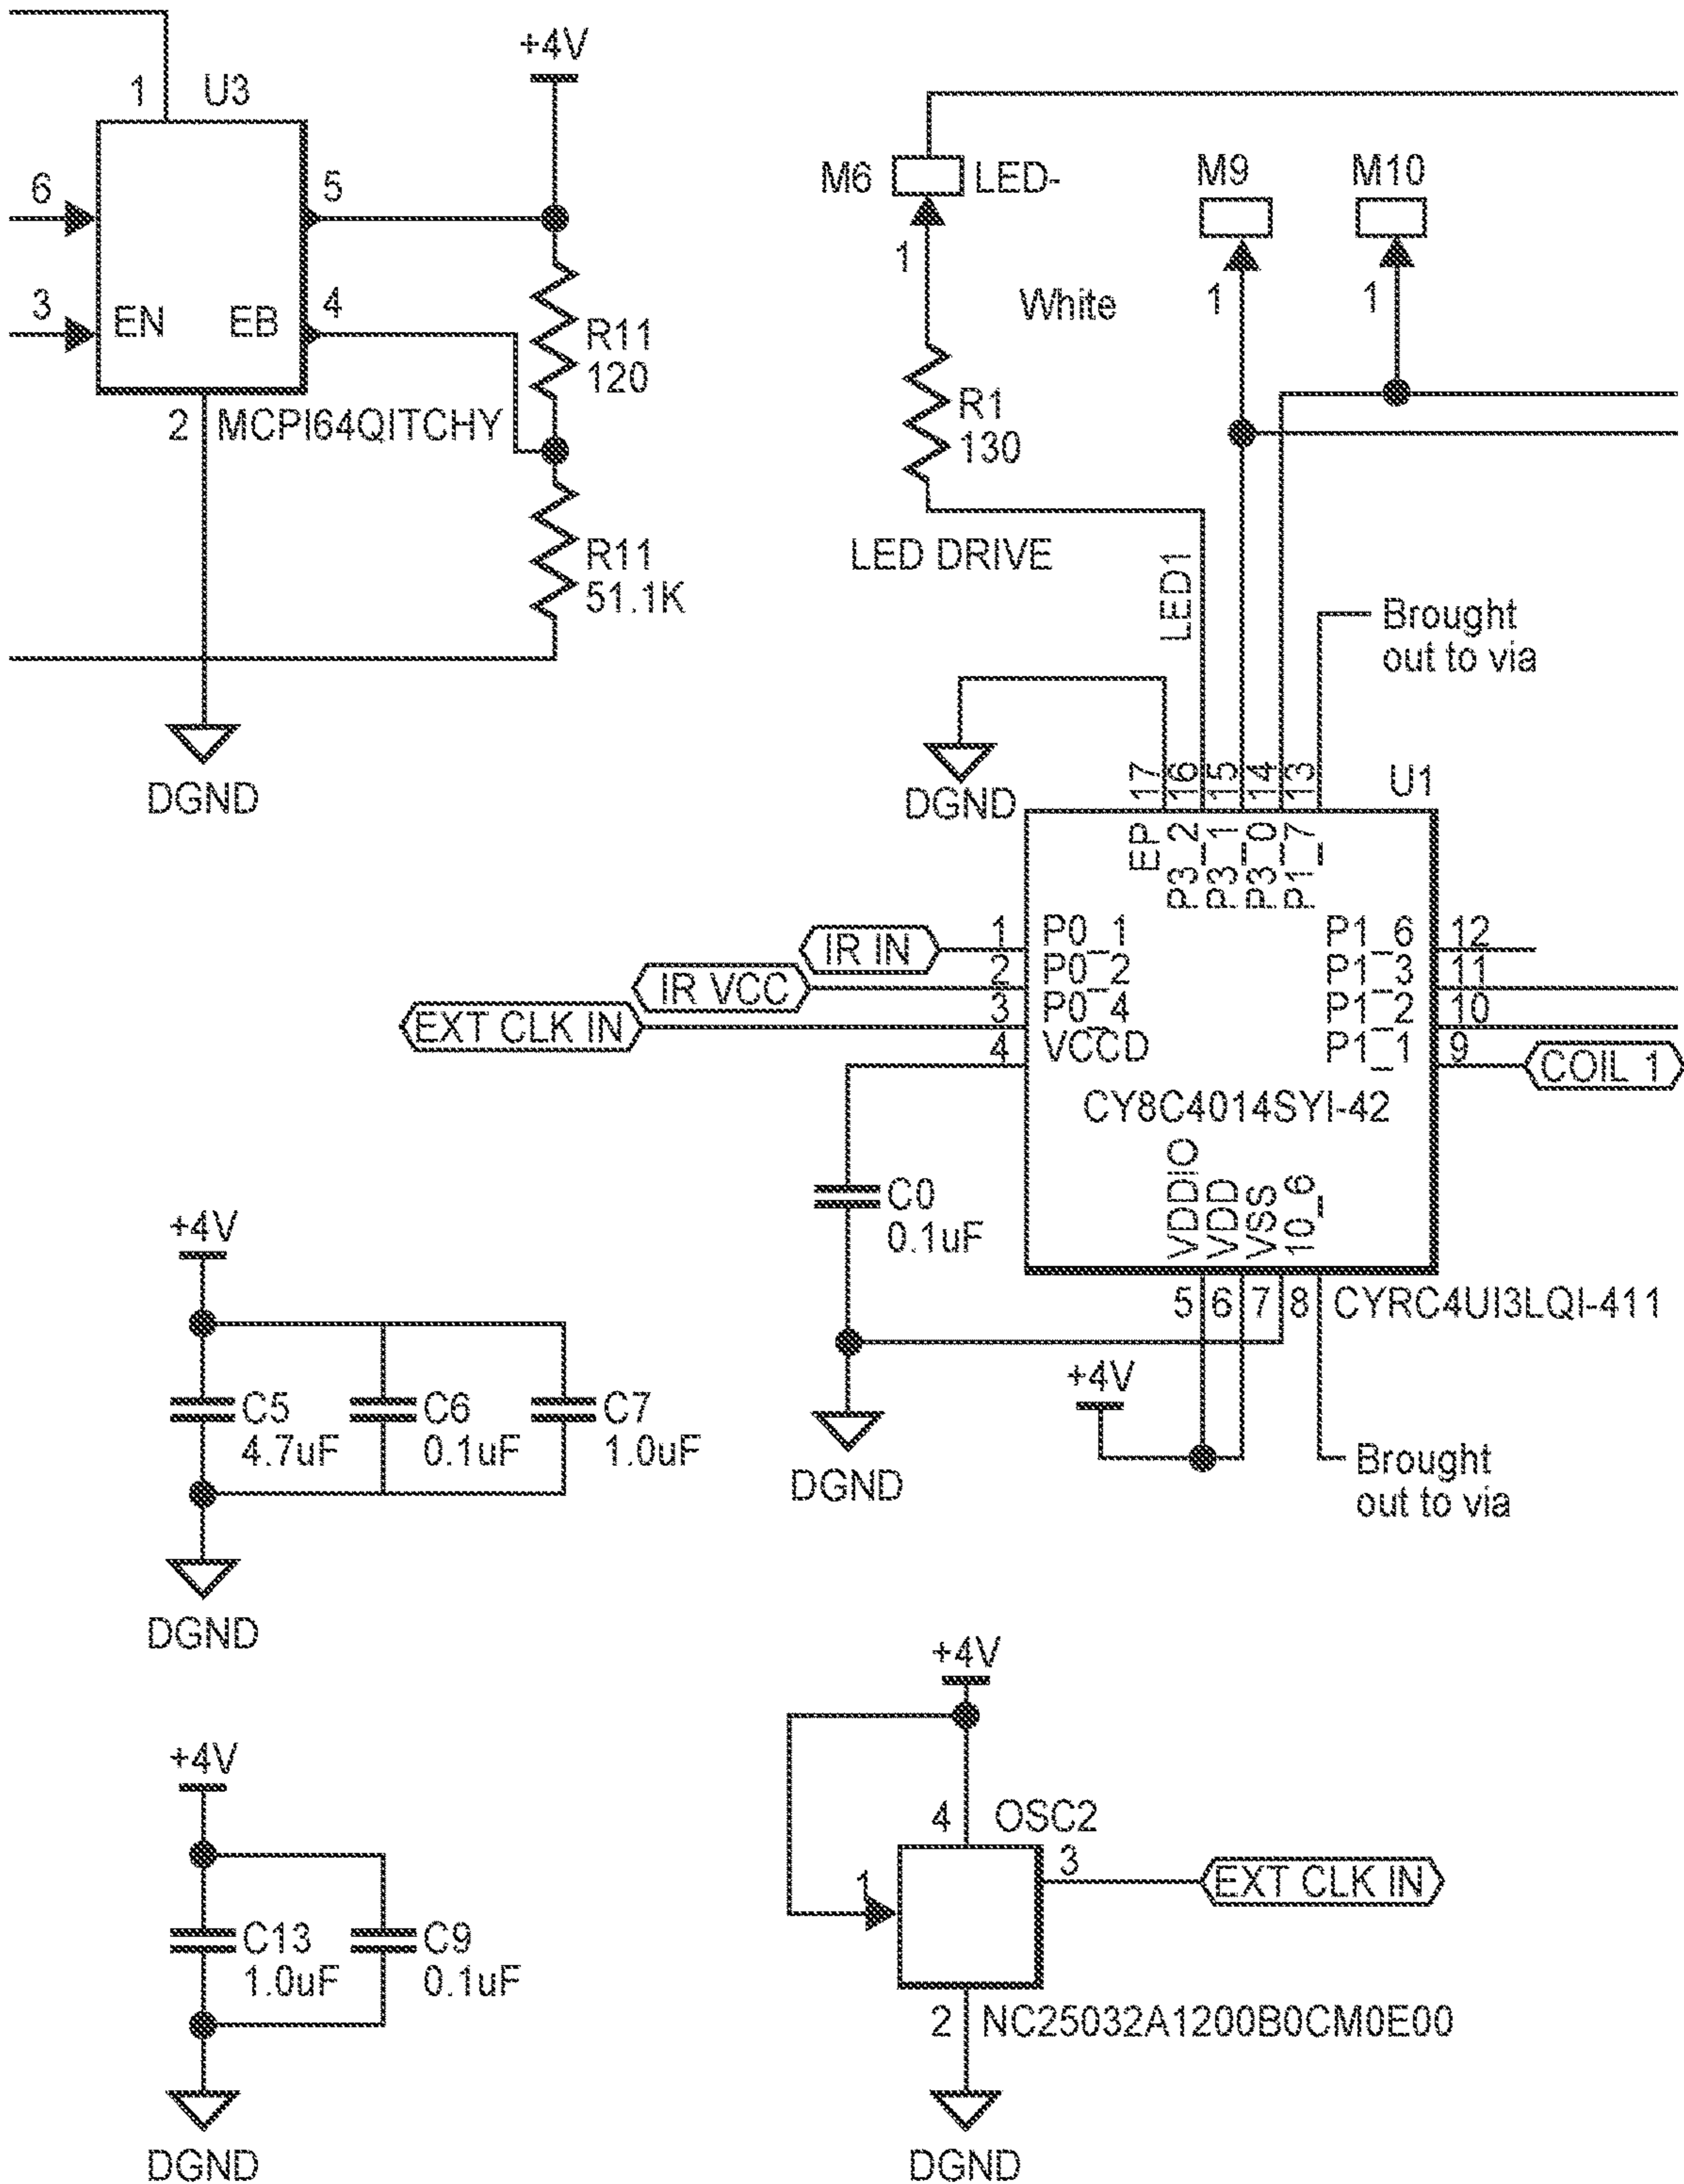 +4V
1 U3
6
5
3
EN EB
4
R11
120
2 MCPI64QITCHY
R11
51.1K
DGND
M6 LED-
M9
M10
1
1
1
White
R1
130
LED DRIVE
LED1
Brought
out to via
DGND
17
16
15
14
13
U1
EP
P3_2
P3_1
P3_0
P1_7
IR IN 1 P0_1
IR VCC 2 P0_2
EXT CLK IN 3 P0_4
4 VCCD
P1_6 12
P1_3 11
P1_2 10
P1_1 9 COIL 1
CY8C4014SYI-42
VDDIO
VDD
VSS
10_6
C0
0.1uF
5 6 7 8 CYRC4UI3LQI-411
+4V
DGND
Brought
out to via
+4V
C5
4.7uF
C6
0.1uF
C7
1.0uF
DGND
+4V
C13
1.0uF
C9
0.1uF
DGND
+4V
4 OSC2
3
1
EXT CLK IN
2 NC25032A1200B0CM0E00
DGND